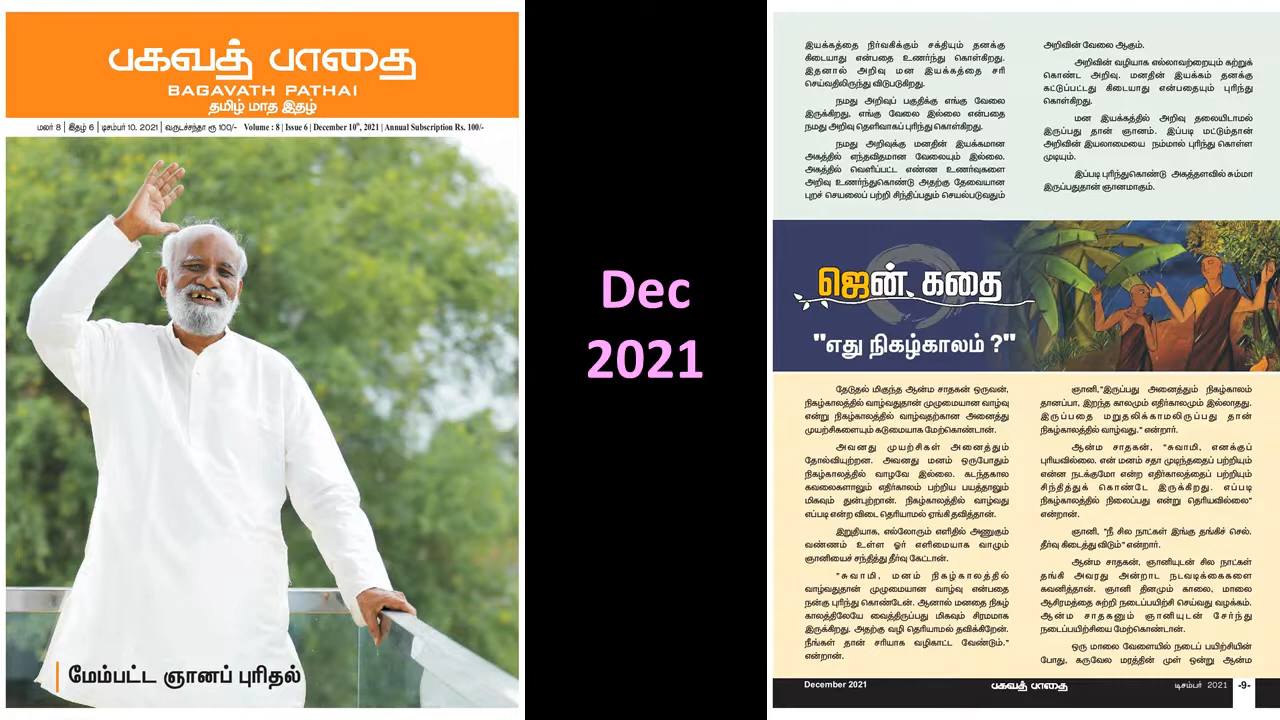 பகவத் பாதை
BAGAVATH PATHAI
தமிழ் மாத இதழ்
மலர் 8 | இதழ் 6 | டிசம்பர் 10, 2021 | வருடச்சந்தா ரூ 100/- Volume : 8 | Issue 6 | December 10th, 2021 | Annual Subscription Rs. 100/-
மேம்பட்ட ஞானப் புரிதல்
Dec
2021
இயக்கத்தை நிர்வகிக்கும் சக்தியும் தனக்கு
கிடையாது என்பதை உணர்ந்து கொள்கிறது.
இதனால் அறிவு மன இயக்கத்தை சரி
செய்வதிலிருந்து விடுபடுகிறது.
நமது அறிவுப் பகுதிக்கு எங்கு வேலை
இருக்கிறது, எங்கு வேலை இல்லை என்பதை
நமது அறிவு தெளிவாகப் புரிந்து கொள்கிறது.
நமது அறிவுக்கு மனதின் இயக்கமான
அகத்தில் எந்தவிதமான வேலையும் இல்லை.
அகத்தில் வெளிப்பட்ட எண்ண உணர்வுகளை
அறிவு உணர்ந்துகொண்டு அதற்கு தேவையான
புறச் செயலைப் பற்றி சிந்திப்பதும் செயல்படுவதும்
அறிவின் வேலை ஆகும்.
அறிவின் வழியாக எல்லாவற்றையும் கற்றுக்
கொண்ட அறிவு, மனதின் இயக்கம் தனக்கு
கட்டுப்பட்டது கிடையாது என்பதையும் புரிந்து
கொள்கிறது.
மன இயக்கத்தில் அறிவு தலையிடாமல்
இருப்பது தான் ஞானம். இப்படி மட்டும்தான்
அறிவின் இயலாமையை நம்மால் புரிந்து கொள்ள
முடியும்.
இப்படி புரிந்துகொண்டு அகத்தளவில் சும்மா
இருப்பதுதான் ஞானமாகும்.
ஜென் கதை
"எது நிகழ்காலம் ?"
தேடுதல் மிகுந்த ஆன்ம சாதகன் ஒருவன்,
நிகழ்காலத்தில் வாழ்வதுதான் முழுமையான வாழ்வு
என்று நிகழ்காலத்தில் வாழ்வதற்கான அனைத்து
முயற்சிகளையும் கடுமையாக மேற்கொண்டான்.
அவனது முயற்சிகள் அனைத்தும்
தோல்வியுற்றன. அவனது மனம் ஒருபோதும்
நிகழ்காலத்தில் வாழவே இல்லை. கடந்தகால
கவலைகளாலும் எதிர்காலம் பற்றிய பயத்தாலும்
மிகவும் துன்புற்றான். நிகழ்காலத்தில் வாழ்வது
எப்படி என்ற விடை தெரியாமல் ஏங்கி தவித்தான்.
இறுதியாக, எல்லோரும் எளிதில் அணுகும்
வண்ணம் உள்ள ஓர் எளிமையாக வாழும்
ஞானியைச் சந்தித்து தீர்வு கேட்டான்.
"சுவாமி, மனம் நிகழ்காலத்தில்
வாழ்வதுதான் முழுமையான வாழ்வு என்பதை
நன்கு புரிந்து கொண்டேன். ஆனால் மனதை நிகழ்
காலத்திலேயே வைத்திருப்பது மிகவும் சிரமமாக
இருக்கிறது. அதற்கு வழி தெரியாமல் தவிக்கிறேன்.
நீங்கள் தான் சரியாக வழிகாட்ட வேண்டும்."
என்றான்.
ஞானி,"இருப்பது அனைத்தும் நிகழ்காலம்
தானப்பா, இறந்த காலமும் எதிர்காலமும் இல்லாதது.
இருப்பதை மறுதலிக்காமலிருப்பது தான்
நிகழ்காலத்தில் வாழ்வது." என்றார்.
ஆன்ம சாதகன், "சுவாமி, எனக்குப்
புரியவில்லை. என் மனம் சதா முடிந்ததைப் பற்றியும்
என்ன நடக்குமோ என்ற எதிர்காலத்தைப் பற்றியும்
சிந்தித்துக் கொண்டே இருக்கிறது. எப்படி
நிகழ்காலத்தில் நிலைப்பது என்று தெரியவில்லை"
என்றான்.
ஞானி, "நீ சில நாட்கள் இங்கு தங்கிச் செல்.
தீர்வு கிடைத்து விடும்" என்றார்.
ஆன்ம சாதகன், ஞானியுடன் சில நாட்கள்
தங்கி அவரது அன்றாட நடவடிக்கைகளை
கவனித்தான். ஞானி தினமும் காலை, மாலை
ஆசிரமத்தை சுற்றி நடைப்பயிற்சி செய்வது வழக்கம்.
ஆன்ம சாதகனும் ஞானியுடன் சேர்ந்து
நடைப்பயிற்சியை மேற்கொண்டான்.
ஒரு மாலை வேளையில் நடைப் பயிற்சியின்
போது, கருவேல மரத்தின் முள் ஒன்று ஆன்ம
December 2021 பகவத் பாதை டிசம்பர் 2021 -9-